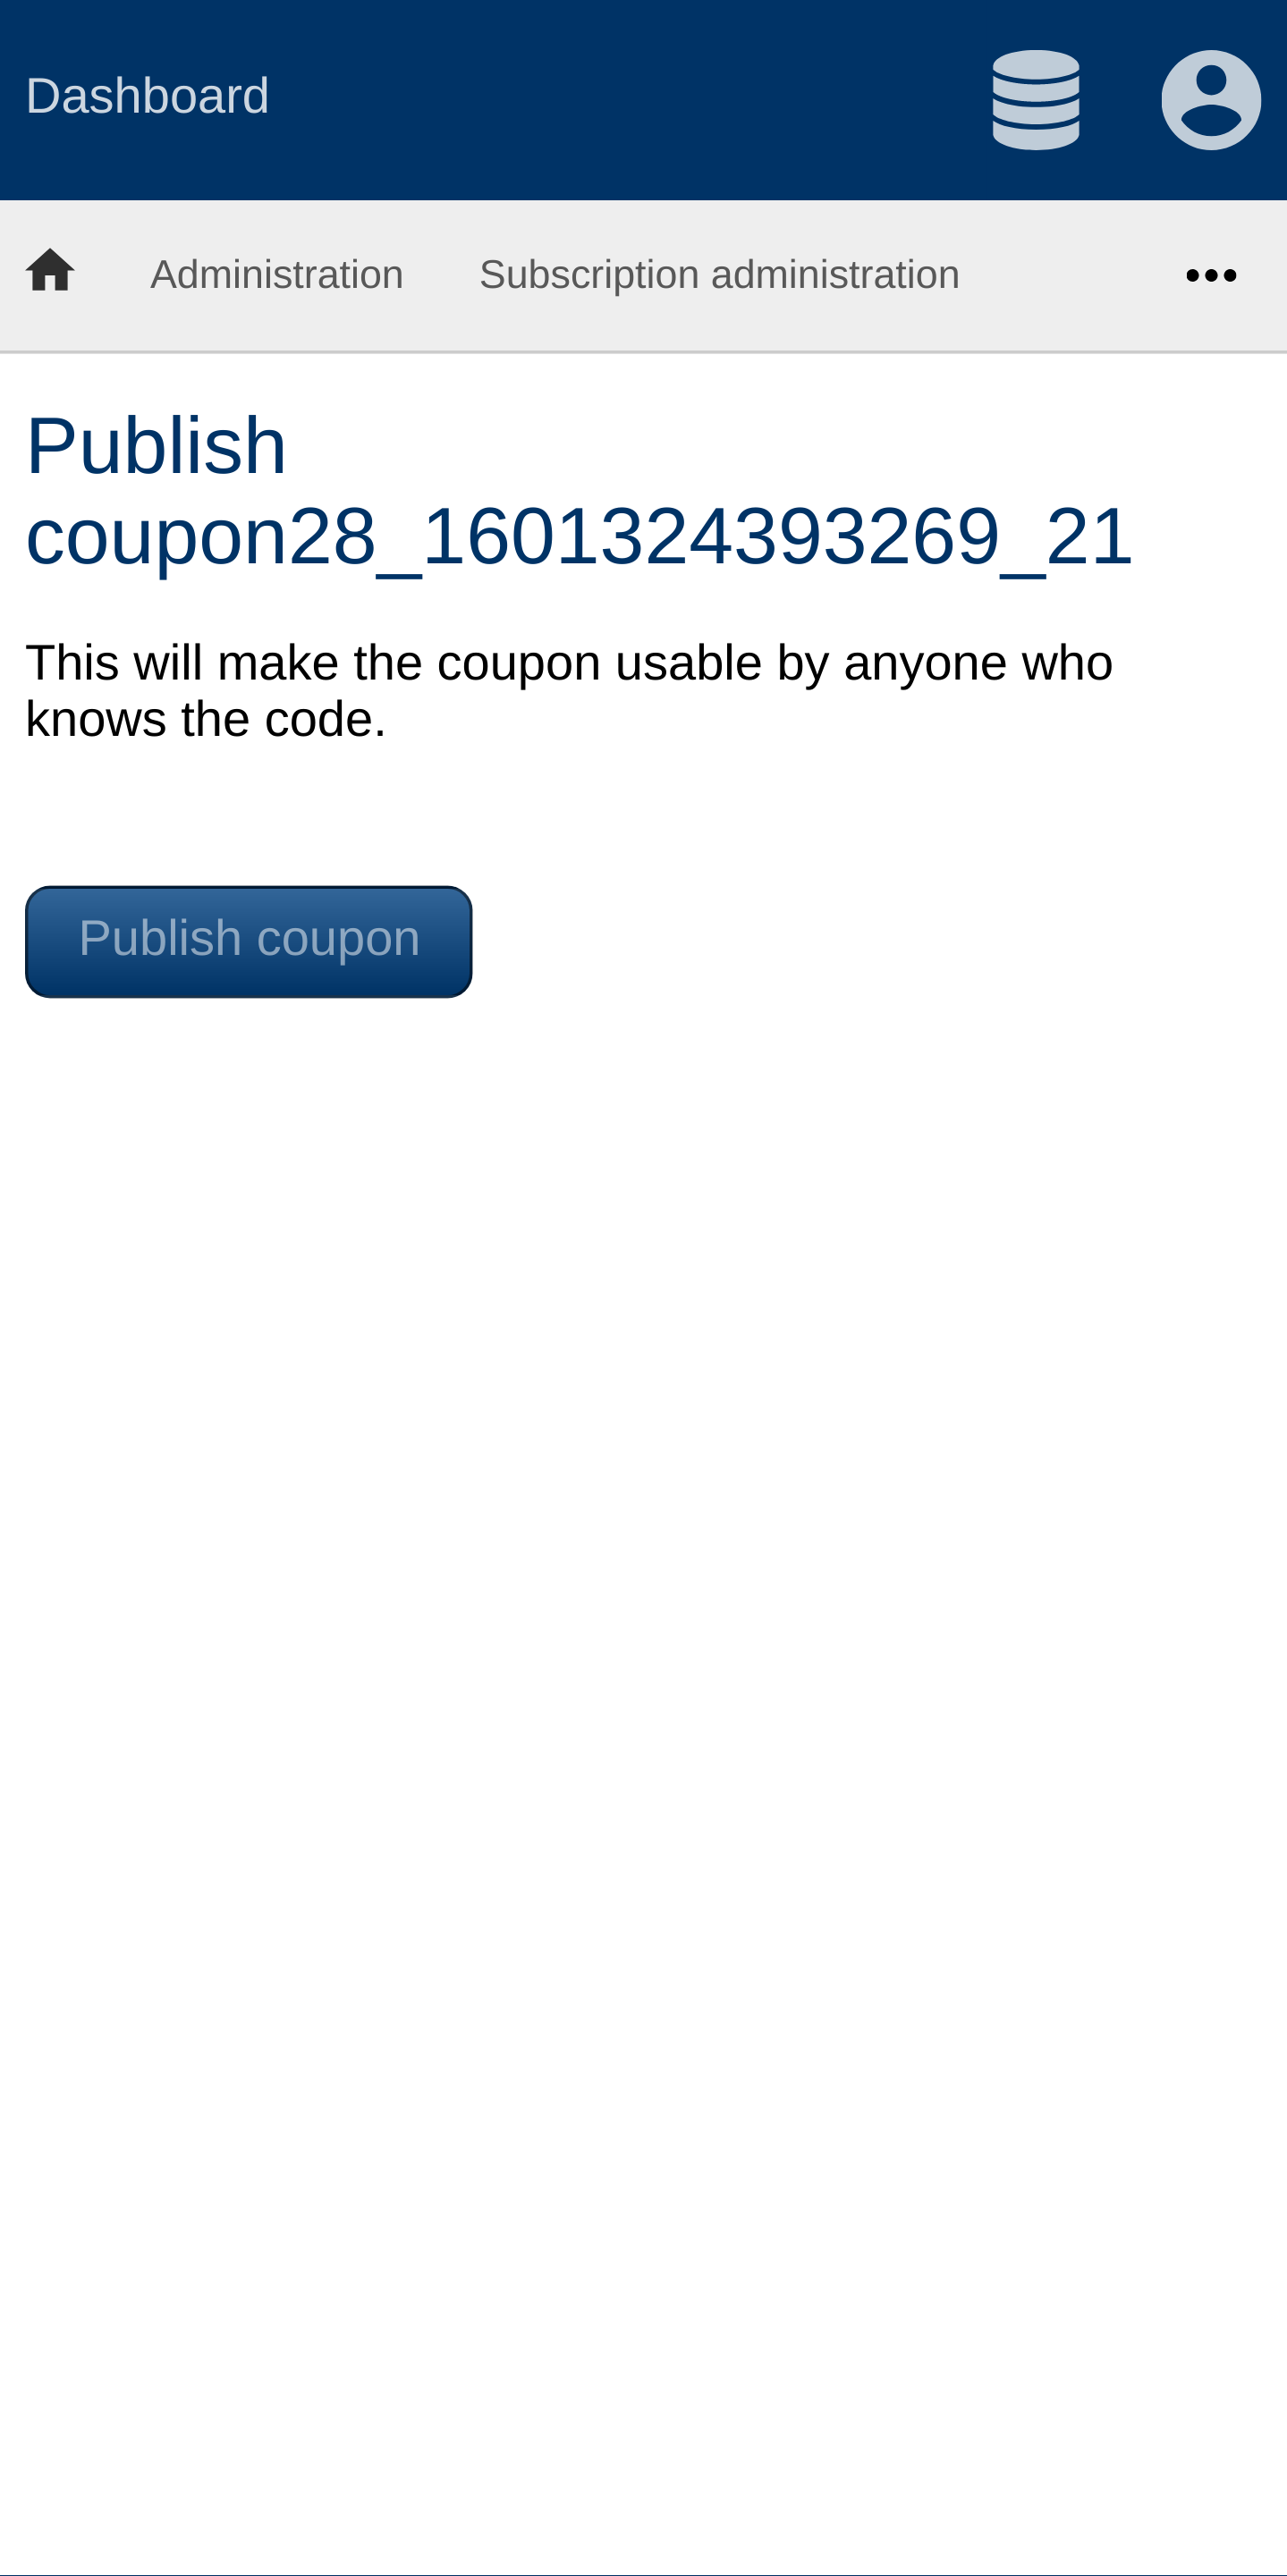 Dashboard
Administration Subscription administration
Publish
coupon28_1601324393269_21
This will make the coupon usable by anyone who
knows the code.
Publish coupon